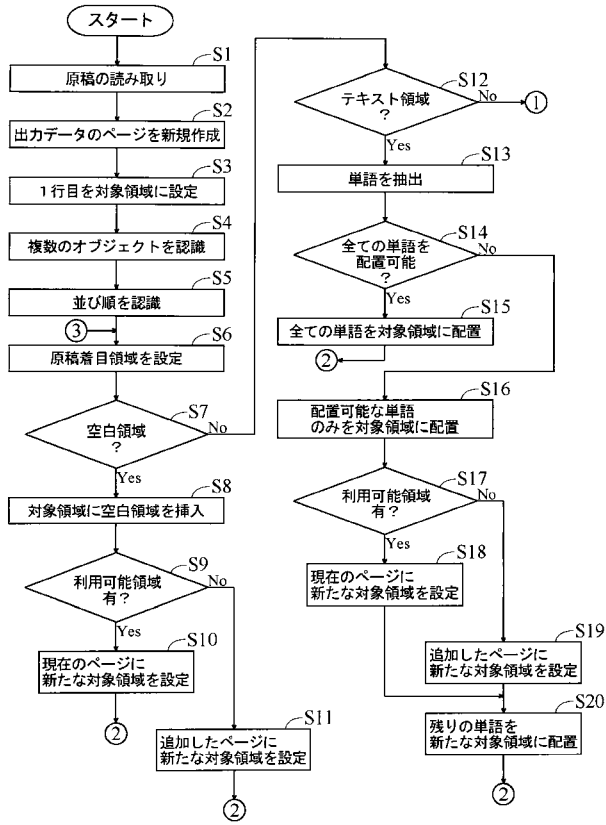 スタート
S1
原稿の読み取り
S2
出力データのページを新規作成
S3
1行目を対象領域に設定
S4
複数のオブジェクトを認識
S5
並び順を認識
③
S6
原稿着目領域を設定
S7
空白領域
?
No
Yes
S8
対象領域に空白領域を挿入
S9
利用可能領域
有?
No
Yes
S10
現在のページに
新たな対象領域を設定
②
S11
追加したページに
新たな対象領域を設定
②
S12
テキスト領域
?
No
①
Yes
S13
単語を抽出
S14
全ての単語を
配置可能
?
No
Yes
S15
全ての単語を対象領域に配置
②
S16
配置可能な単語
のみを対象領域に配置
S17
利用可能領域
有?
No
Yes
S18
現在のページに
新たな対象領域を設定
S19
追加したページに
新たな対象領域を設定
S20
残りの単語を
新たな対象領域に配置
②